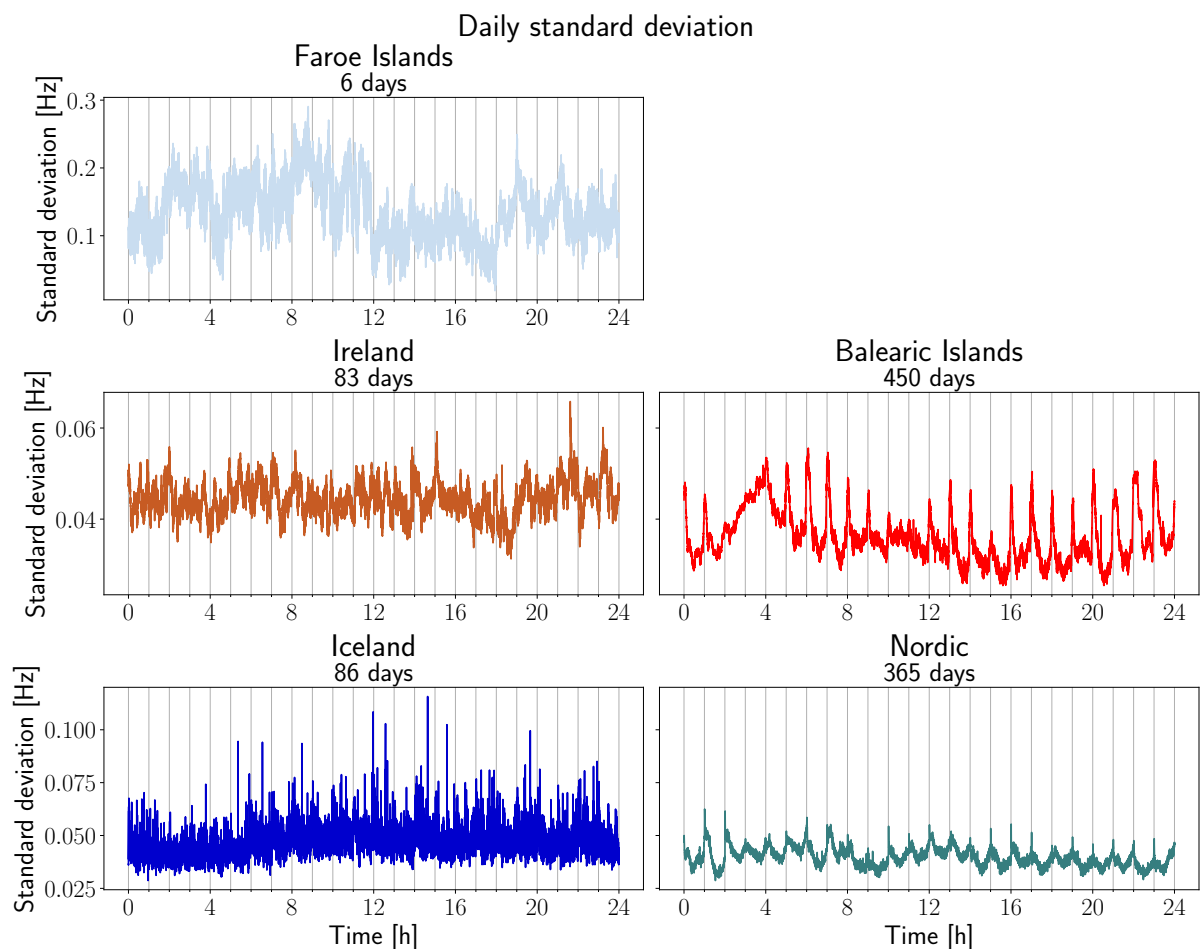 Daily standard deviation
Faroe Islands
6 days
Standard deviation [Hz]
0.3
0.2
0.1
0 4 8 12 16 20 24
Ireland
83 days
Standard deviation [Hz]
0.06
0.04
0 4 8 12 16 20 24
Balearic Islands
450 days
0 4 8 12 16 20 24
Iceland
86 days
Standard deviation [Hz]
0.100
0.075
0.050
0.025
0 4 8 12 16 20 24
Time [h]
Nordic
365 days
0 4 8 12 16 20 24
Time [h]